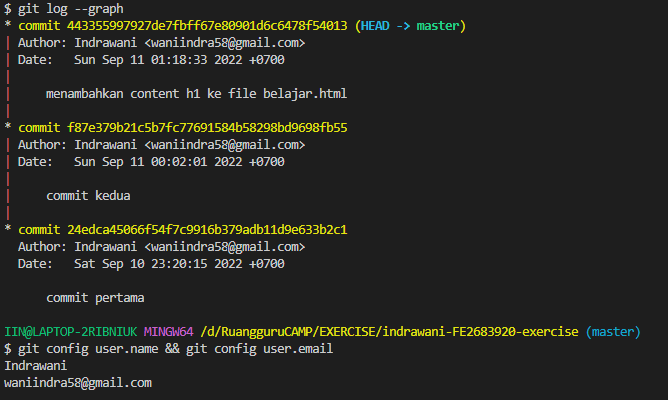 $ git log --graph
* commit 443355997927de7fbff67e80901d6c6478f54013 (HEAD -> master)
| Author: Indrawani <waniindra58@gmail.com>
| Date:   Sun Sep 11 01:18:33 2022 +0700
|
|     menambahkan content h1 ke file belajar.html
|
* commit f87e379b21c5b7fc77691584b58298bd9698fb55
| Author: Indrawani <waniindra58@gmail.com>
| Date:   Sun Sep 11 00:02:01 2022 +0700
|
|     commit kedua
|
* commit 24edca45066f54f7c9916b379adb11d9e633b2c1
  Author: Indrawani <waniindra58@gmail.com>
  Date:   Sat Sep 10 23:20:15 2022 +0700

      commit pertama

IIN@LAPTOP-2RIBNIUK MINGW64 /d/RuangguruCAMP/EXERCISE/indrawani-FE2683920-exercise (master)
$ git config user.name && git config user.email
Indrawani
waniindra58@gmail.com